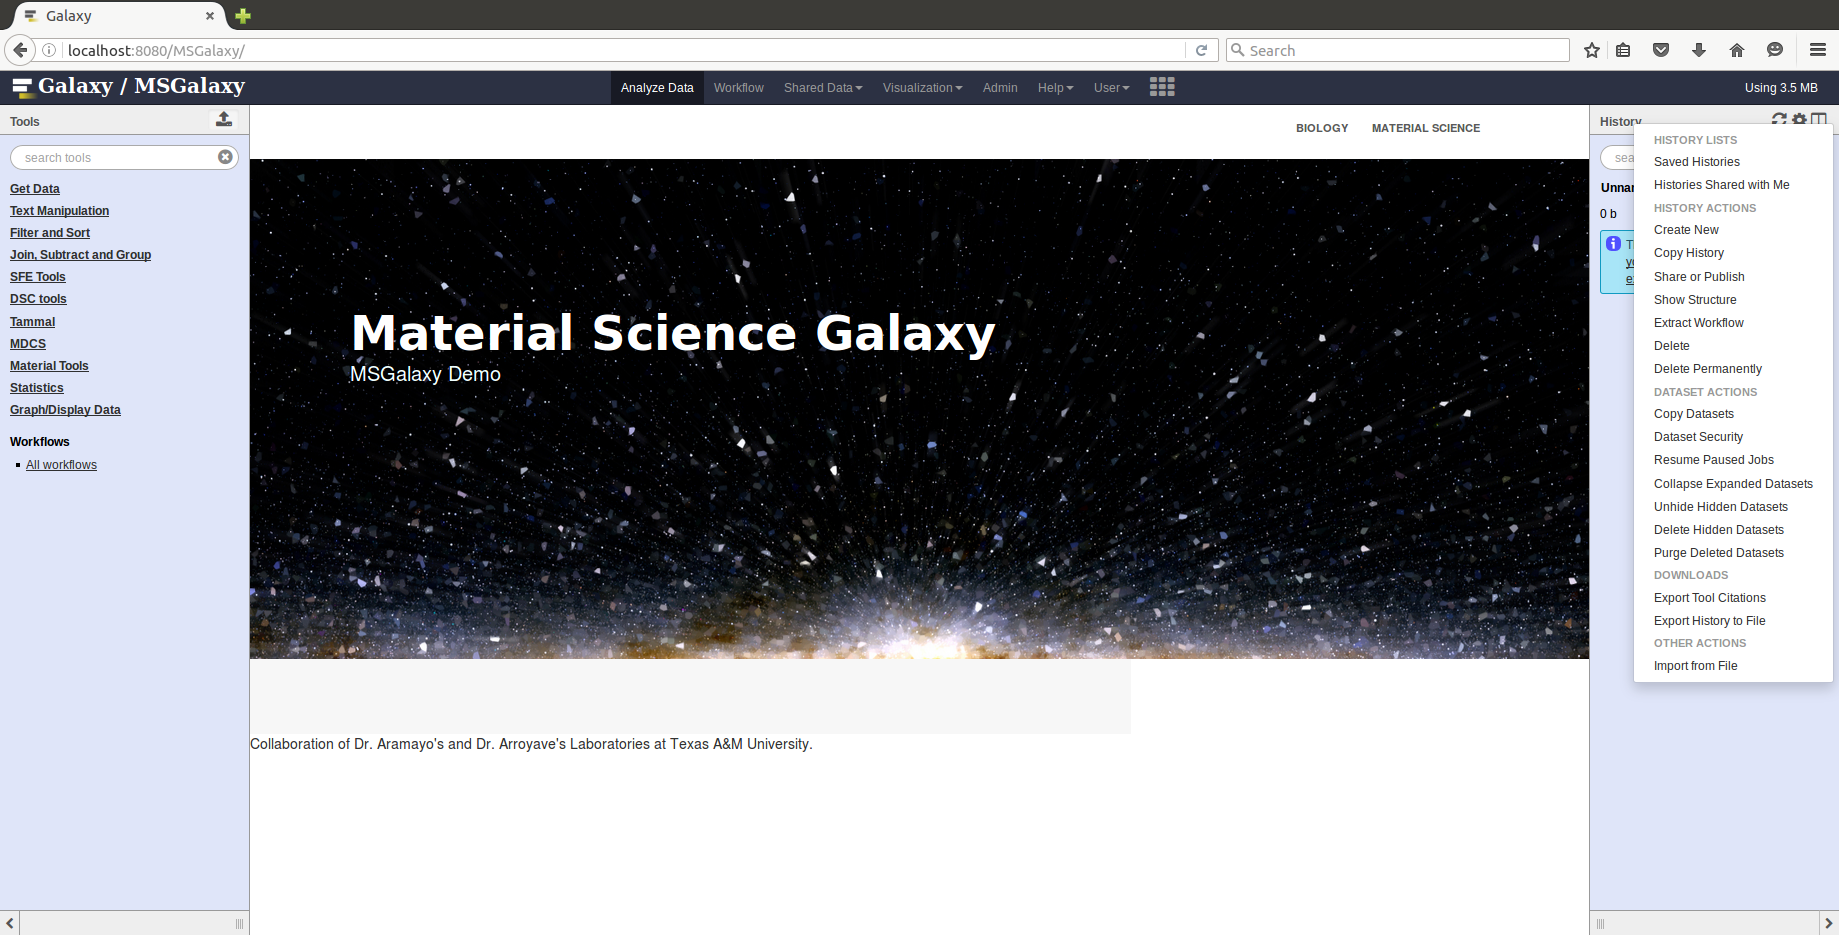 Galaxy
localhost:8080/MSGalaxy/
Search
Galaxy / MSGalaxy
Analyze Data Workflow Shared Data Visualization Admin Help User
Using 3.5 MB
Tools
search tools
Get Data
Text Manipulation
Filter and Sort
Join, Subtract and Group
SFE Tools
DSC tools
Tammal
MDCS
Material Tools
Statistics
Graph/Display Data
Workflows
All workflows
BIOLOGY MATERIAL SCIENCE
Material Science Galaxy
MSGalaxy Demo
Collaboration of Dr. Aramayo's and Dr. Arroyave's Laboratories at Texas A&M University.
History
0 b
HISTORY LISTS
Saved Histories
Histories Shared with Me
HISTORY ACTIONS
Create New
Copy History
Share or Publish
Show Structure
Extract Workflow
Delete
Delete Permanently
DATASET ACTIONS
Copy Datasets
Dataset Security
Resume Paused Jobs
Collapse Expanded Datasets
Unhide Hidden Datasets
Delete Hidden Datasets
Purge Deleted Datasets
DOWNLOADS
Export Tool Citations
Export History to File
OTHER ACTIONS
Import from File